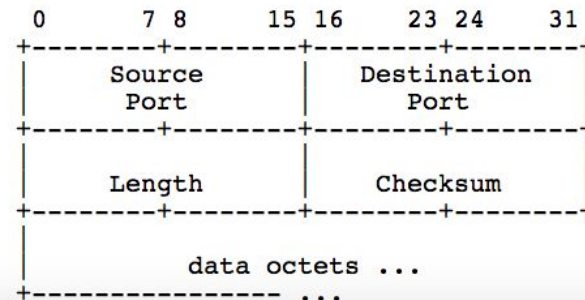 0 7 8 15 16 23 24 31
+--------+--------+--------+--------+
| Source | Destination |
| Port | Port |
+--------+--------+--------+--------+
| | |
| Length | Checksum |
+--------+--------+--------+--------+
|
| data octets ...
+---------------- ...